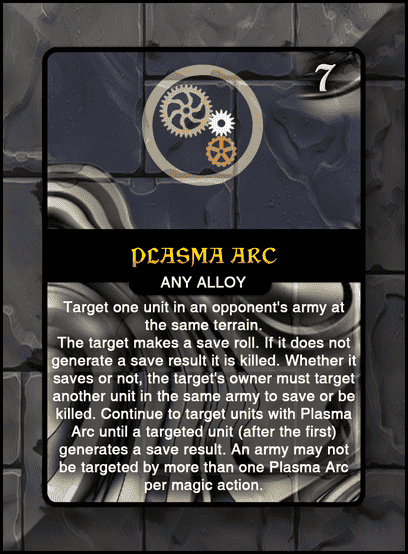 7
PLASMA ARC
ANY ALLOY
Target one unit in an opponent's army at
the same terrain.
The target makes a save roll. If it does not
generate a save result it is killed. Whether it
saves or not, the target's owner must target
another unit in the same army to save or be
killed. Continue to target units with Plasma
Arc until a targeted unit (after the first)
generates a save result. An army may not
be targeted by more than one Plasma Arc
per magic action.